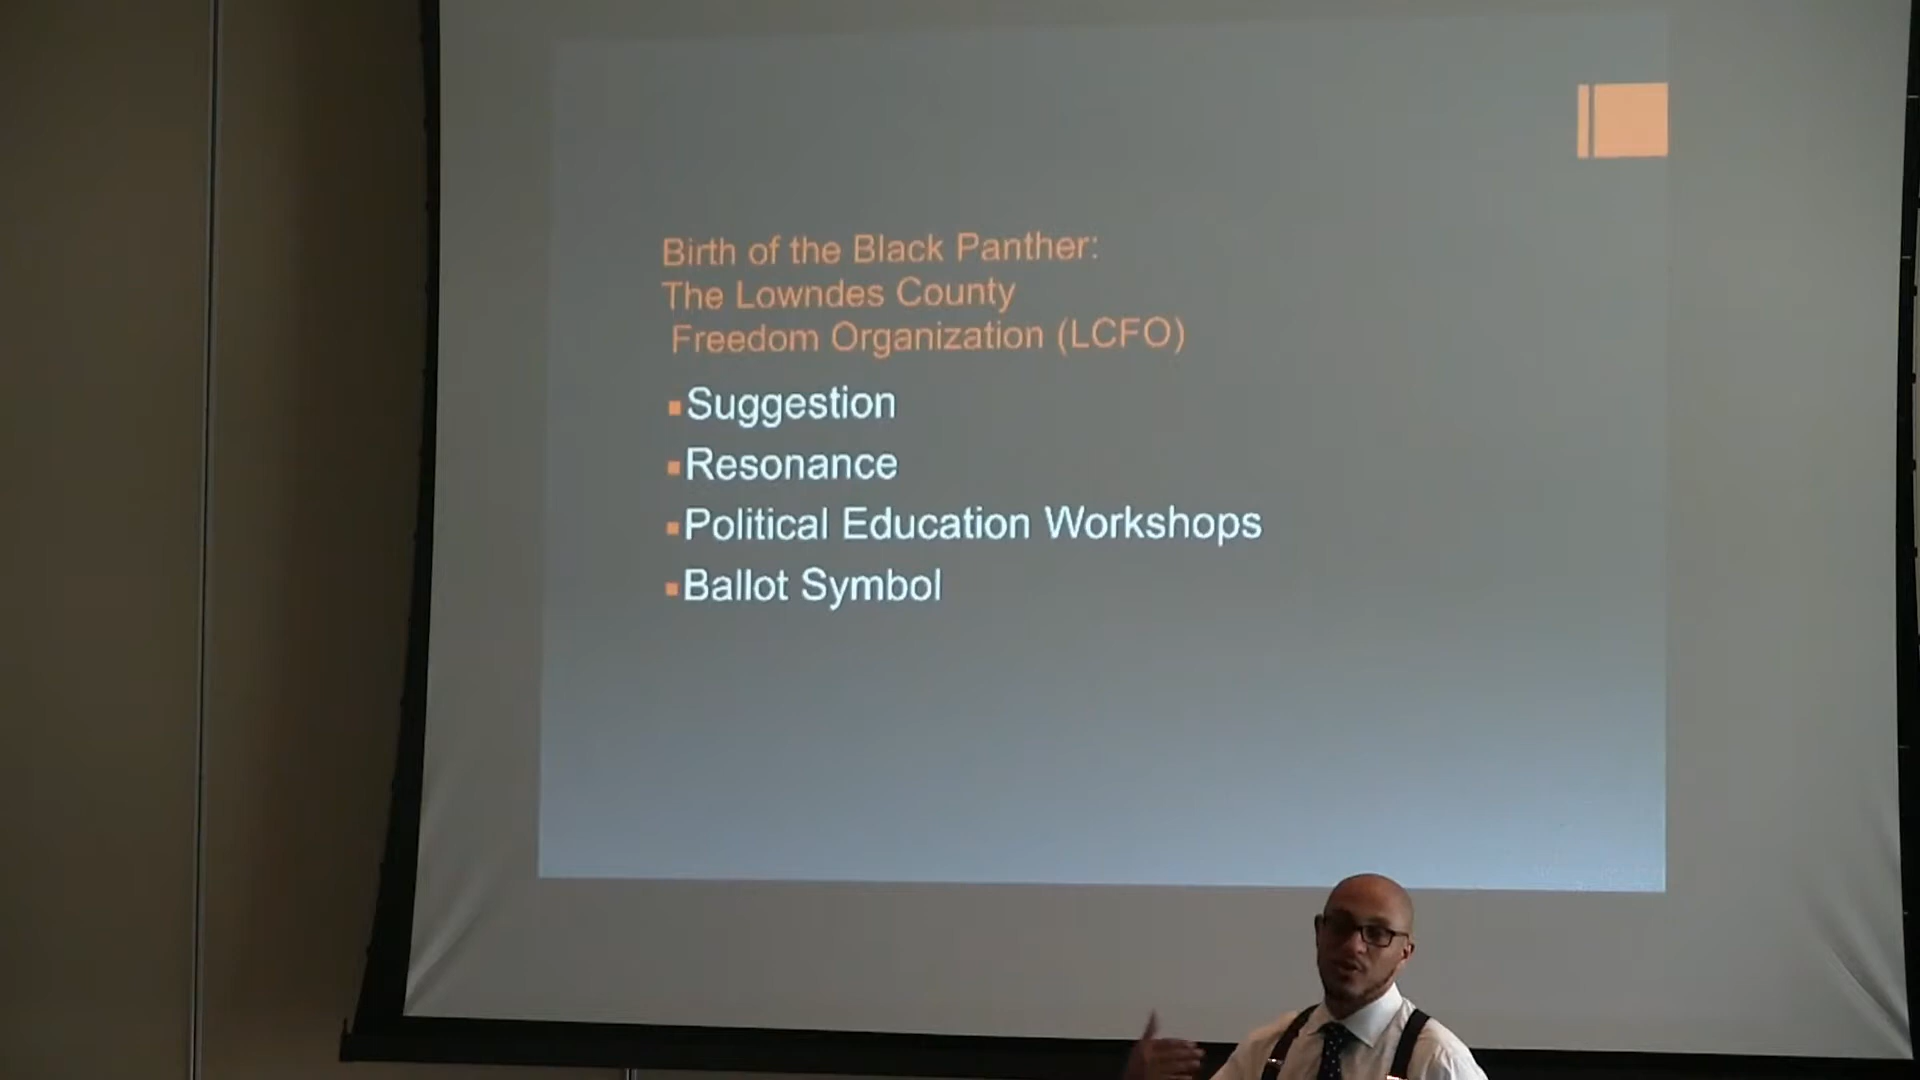 Birth of the Black Panther:
The Lowndes County
Freedom Organization (LCFO)
Suggestion
Resonance
Political Education Workshops
Ballot Symbol